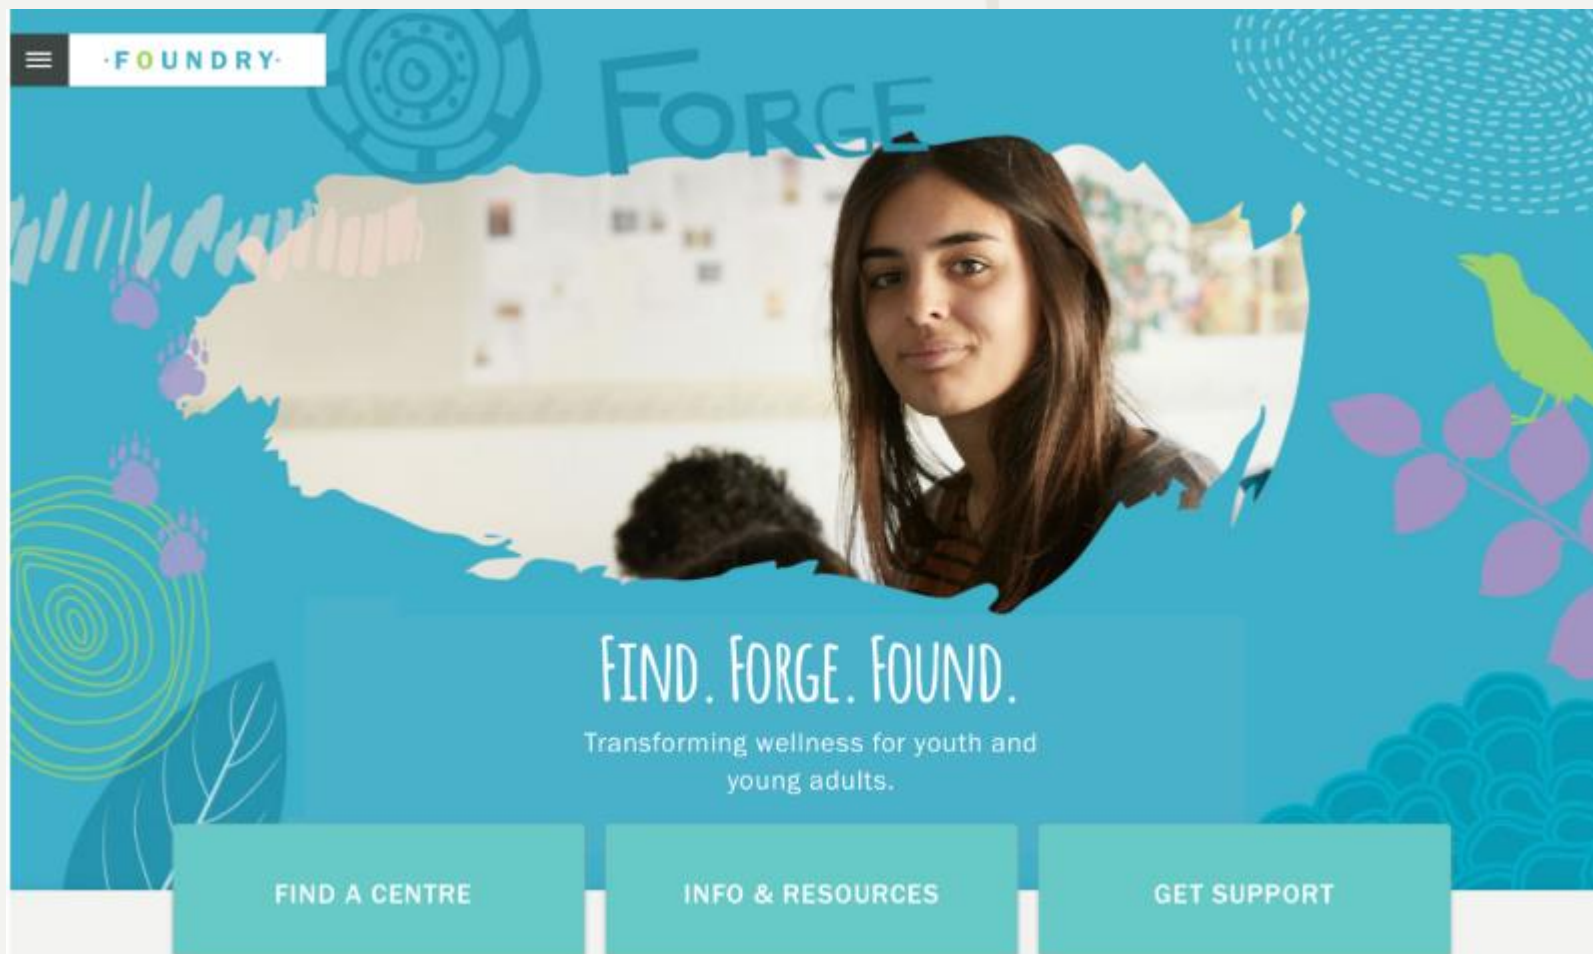 ·FOUNDRY·
FORGE
FIND. FORGE. FOUND.
Transforming wellness for youth and
young adults.
FIND A CENTRE
INFO & RESOURCES
GET SUPPORT